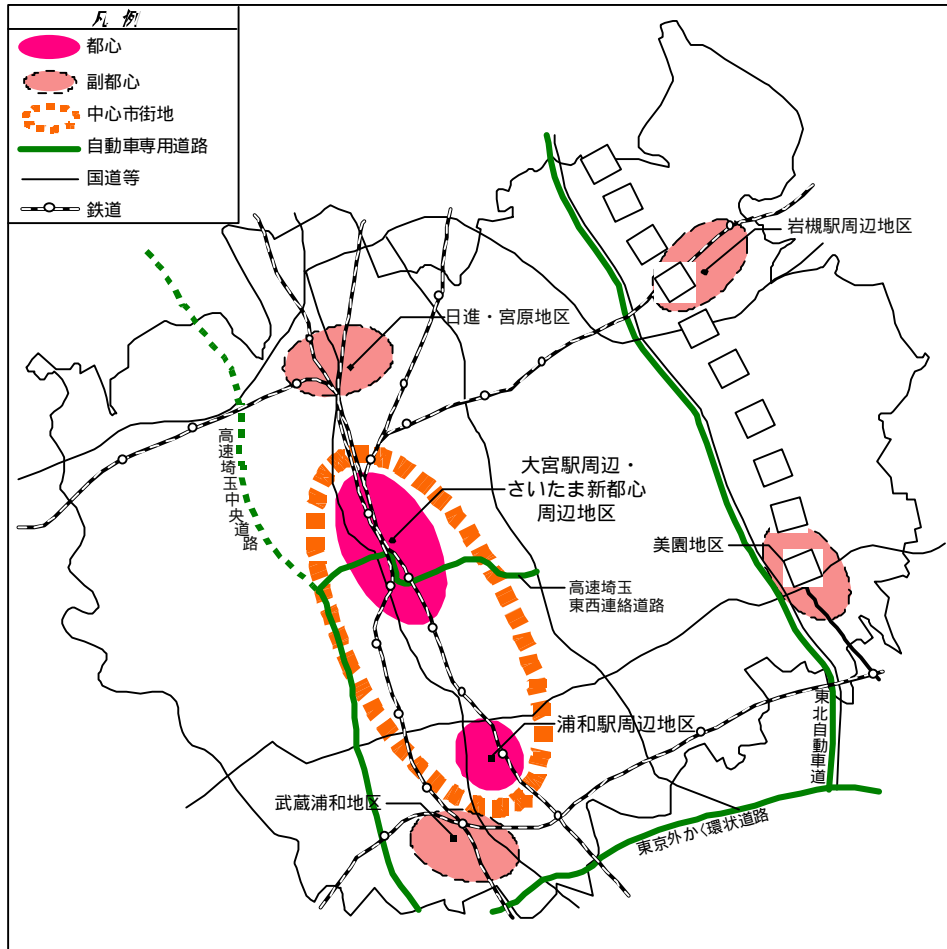 凡 例
都心
副都心
中心市街地
自動車専用道路
国道等
鉄道
岩槻駅周辺地区
日進・宮原地区
高速埼玉中央道路
大宮駅周辺・
さいたま新都心
周辺地区
美園地区
高速埼玉
東西連絡道路
浦和駅周辺地区
東北自動車道
武蔵浦和地区
東京外かく環状道路